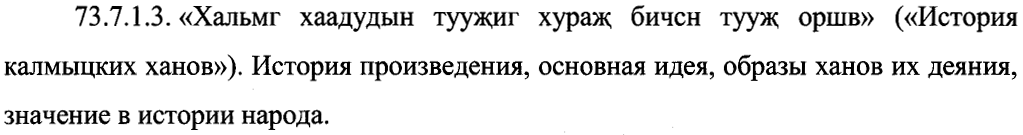 73.7.1.3. «Хальмг хаадудын туужиг хураҗ бичсн тууҗ оршв» («История
калмыцких ханов»). История произведения, основная идея, образы ханов их деяния,
значение в истории народа.